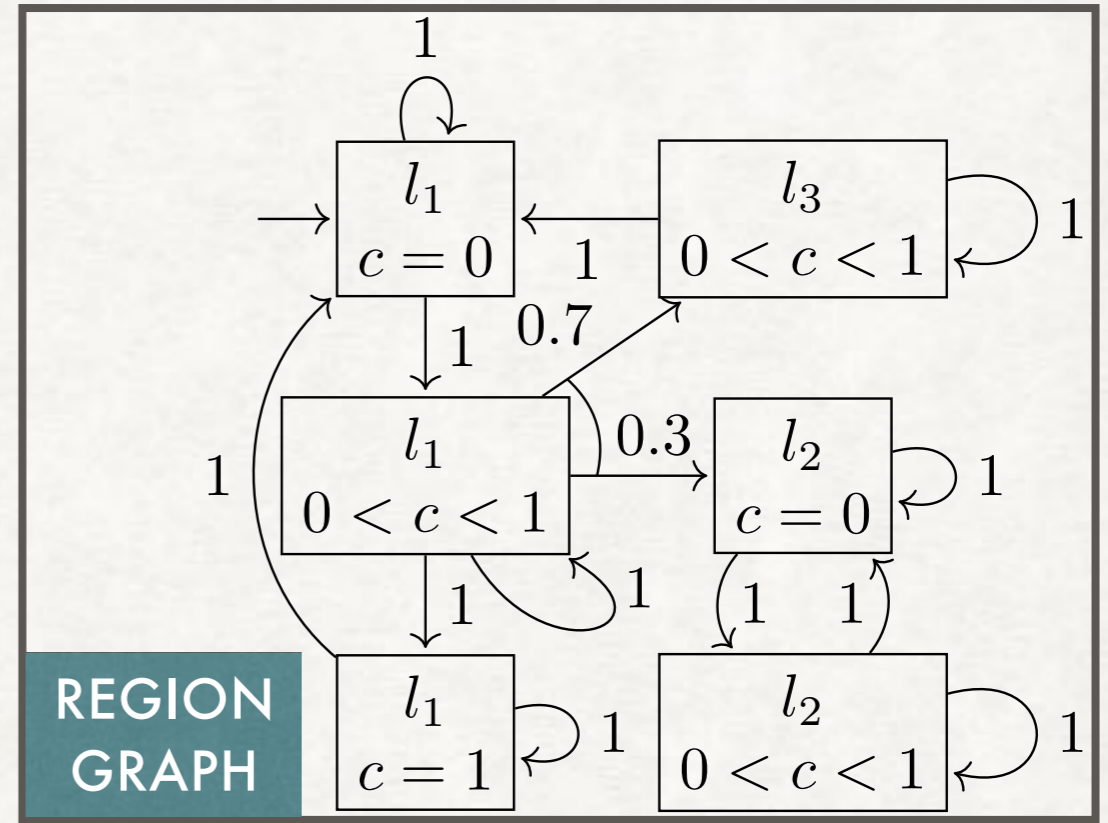 1
l₁
c = 0
1
l₃
0 < c < 1
1
1
0.7
l₁
0 < c < 1
0.3
l₂
c = 0
1
1
1
1
1
1
l₁
c = 1
1
l₂
0 < c < 1
1
REGION
GRAPH